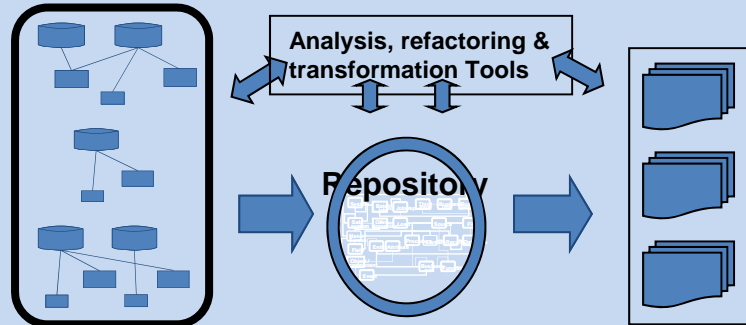 Analysis, refactoring &
transformation Tools
Repository